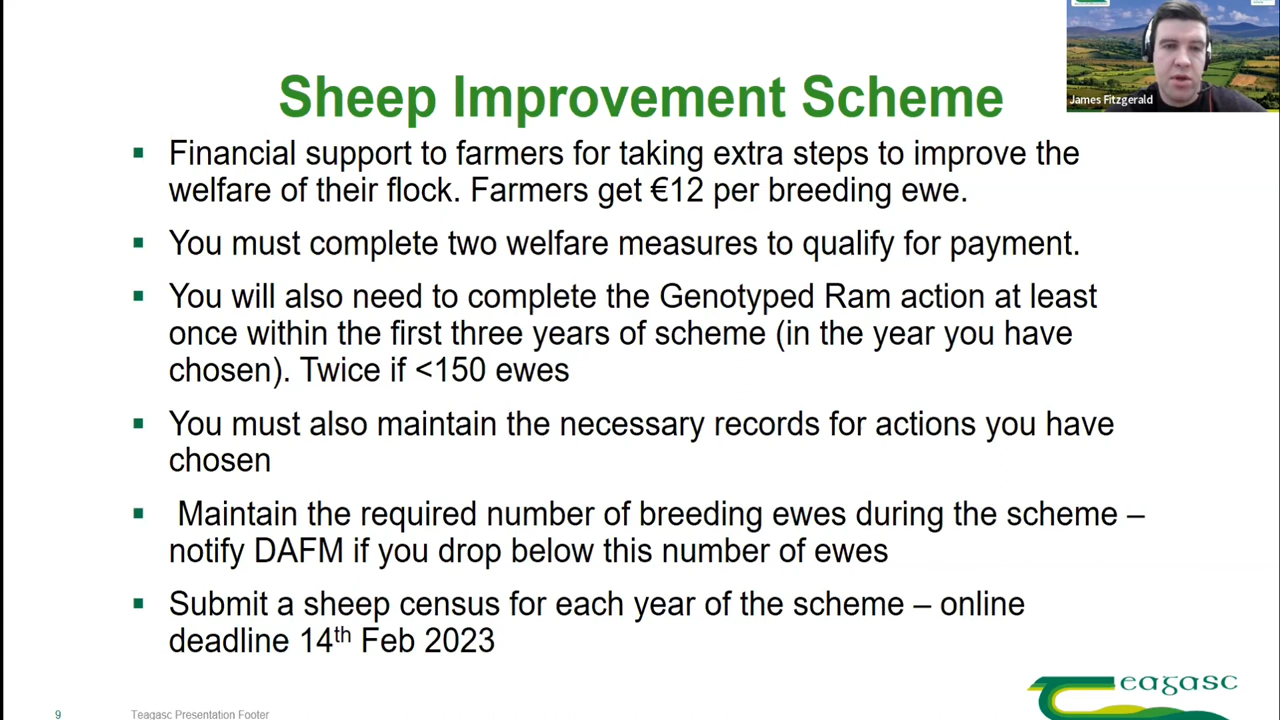 Sheep Improvement Scheme
▪ Financial support to farmers for taking extra steps to improve the
welfare of their flock. Farmers get €12 per breeding ewe.
▪ You must complete two welfare measures to qualify for payment.
▪ You will also need to complete the Genotyped Ram action at least
once within the first three years of scheme (in the year you have
chosen). Twice if <150 ewes
▪ You must also maintain the necessary records for actions you have
chosen
▪ Maintain the required number of breeding ewes during the scheme –
notify DAFM if you drop below this number of ewes
▪ Submit a sheep census for each year of the scheme – online
deadline 14th Feb 2023
James Fitzgerald
9
Teagasc Presentation Footer
eagasc